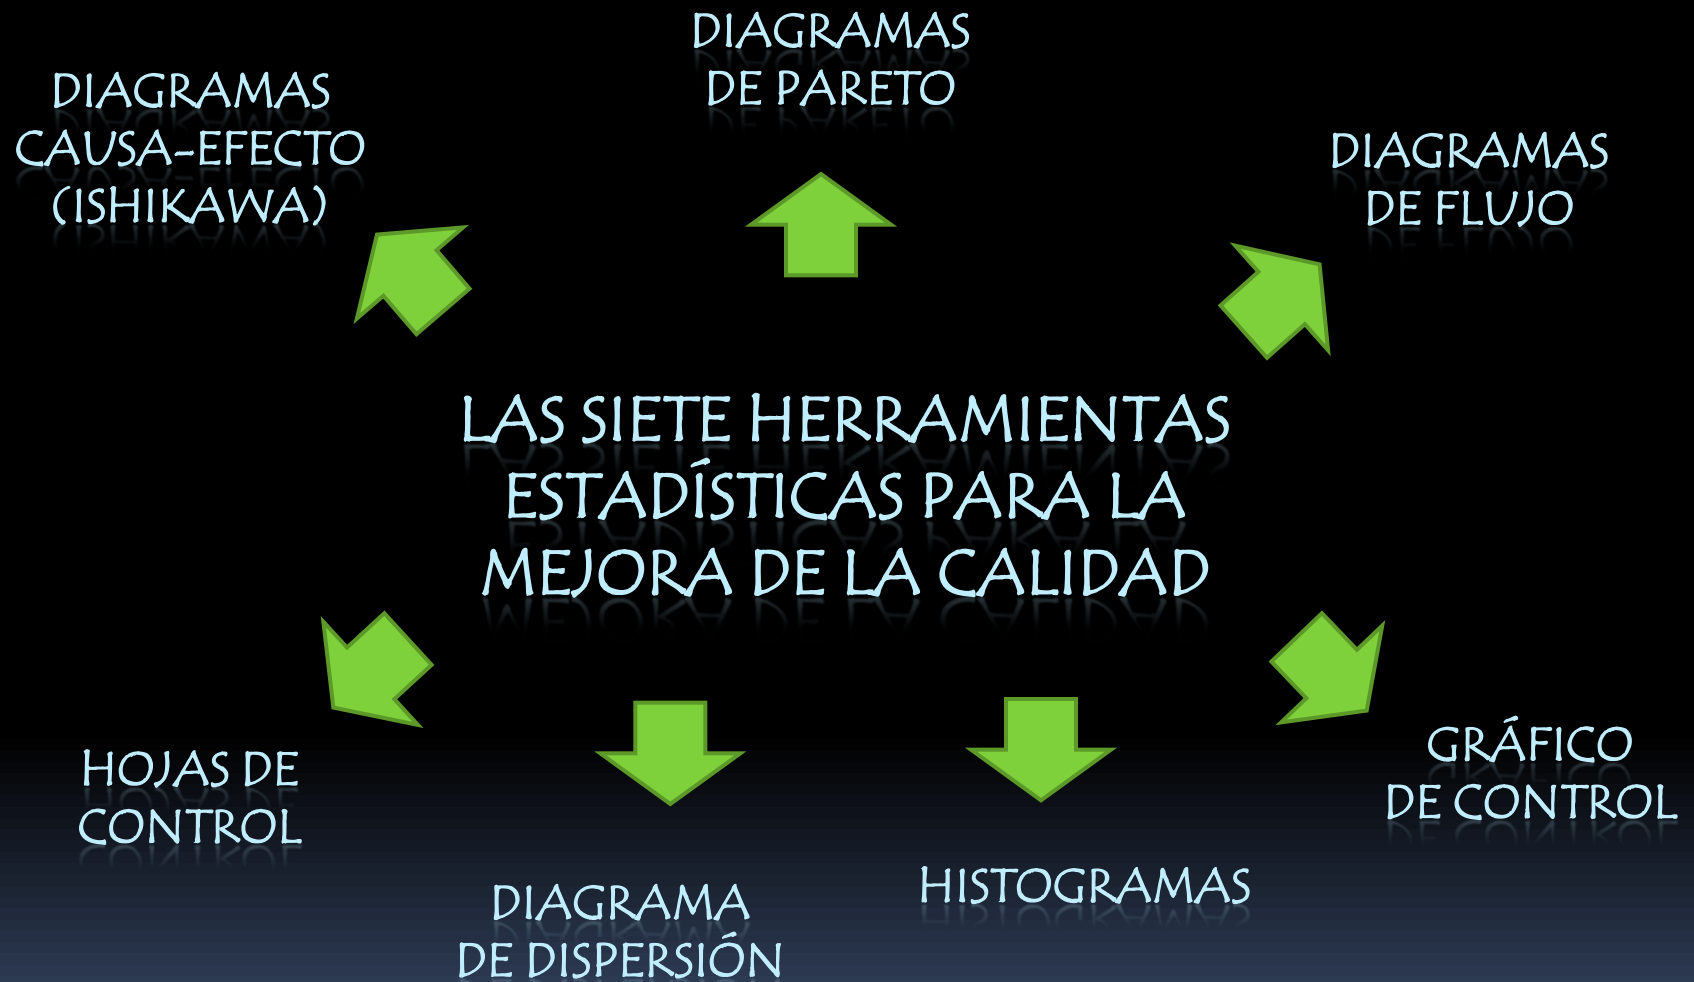 DIAGRAMAS
DE PARETO
DIAGRAMAS
CAUSA-EFECTO
(ISHIKAWA)
DIAGRAMAS
DE FLUJO
LAS SIETE HERRAMIENTAS
ESTADÍSTICAS PARA LA
MEJORA DE LA CALIDAD
HOJAS DE
CONTROL
GRÁFICO
DE CONTROL
DIAGRAMA
DE DISPERSIÓN
HISTOGRAMAS